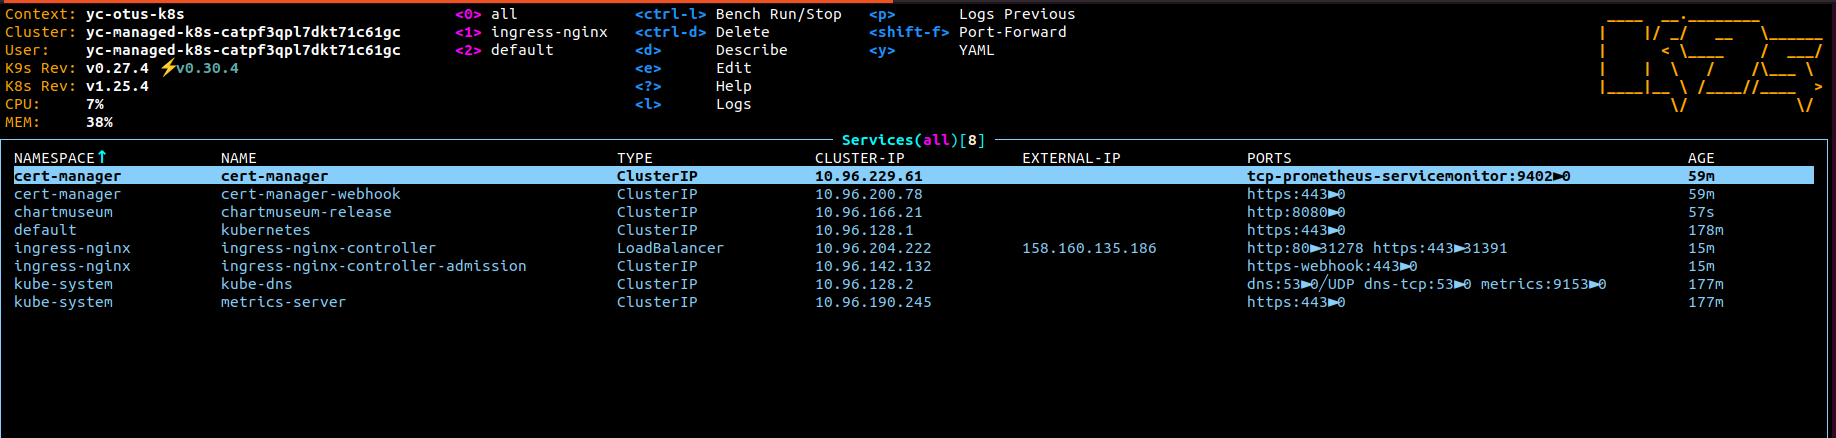 Context: yc-otus-k8s <0> all <ctrl-l> Bench Run/Stop <p> Logs Previous
Cluster: yc-managed-k8s-catpf3qpl7dkt71c61gc <1> ingress-nginx <ctrl-d> Delete <shift-f> Port-Forward
User: yc-managed-k8s-catpf3qpl7dkt71c61gc <2> default <d> Describe <y> YAML
K9s Rev: v0.27.4 ⚡v0.30.4 <e> Edit
K8s Rev: v1.25.4 <?> Help
CPU: 7% <l> Logs
MEM: 38%
Services(all)[8]
NAMESPACE↑ NAME TYPE CLUSTER-IP EXTERNAL-IP PORTS AGE
cert-manager cert-manager ClusterIP 10.96.229.61 tcp-prometheus-servicemonitor:9402►0 59m
cert-manager cert-manager-webhook ClusterIP 10.96.200.78 https:443►0 59m
chartmuseum chartmuseum-release ClusterIP 10.96.166.21 http:8080►0 57s
default kubernetes ClusterIP 10.96.128.1 https:443►0 178m
ingress-nginx ingress-nginx-controller LoadBalancer 10.96.204.222 158.160.135.186 http:80►31278 https:443►31391 15m
ingress-nginx ingress-nginx-controller-admission ClusterIP 10.96.142.132 https-webhook:443►0 15m
kube-system kube-dns ClusterIP 10.96.128.2 dns:53►0/UDP dns-tcp:53►0 metrics:9153►0 177m
kube-system metrics-server ClusterIP 10.96.190.245 https:443►0 177m